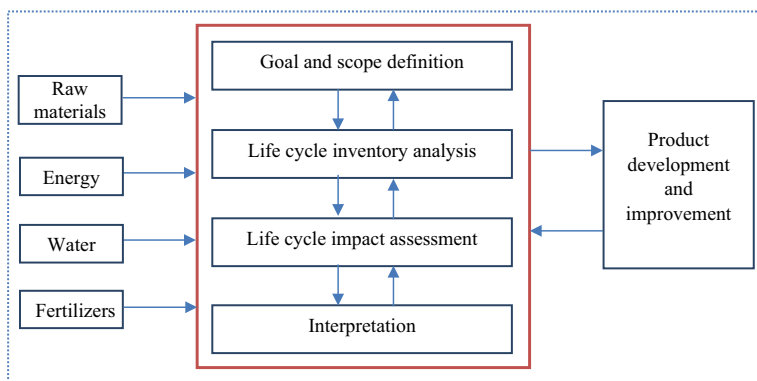 Raw
materials
Energy
Water
Fertilizers
Goal and scope definition
Life cycle inventory analysis
Life cycle impact assessment
Interpretation
Product
development
and
improvement